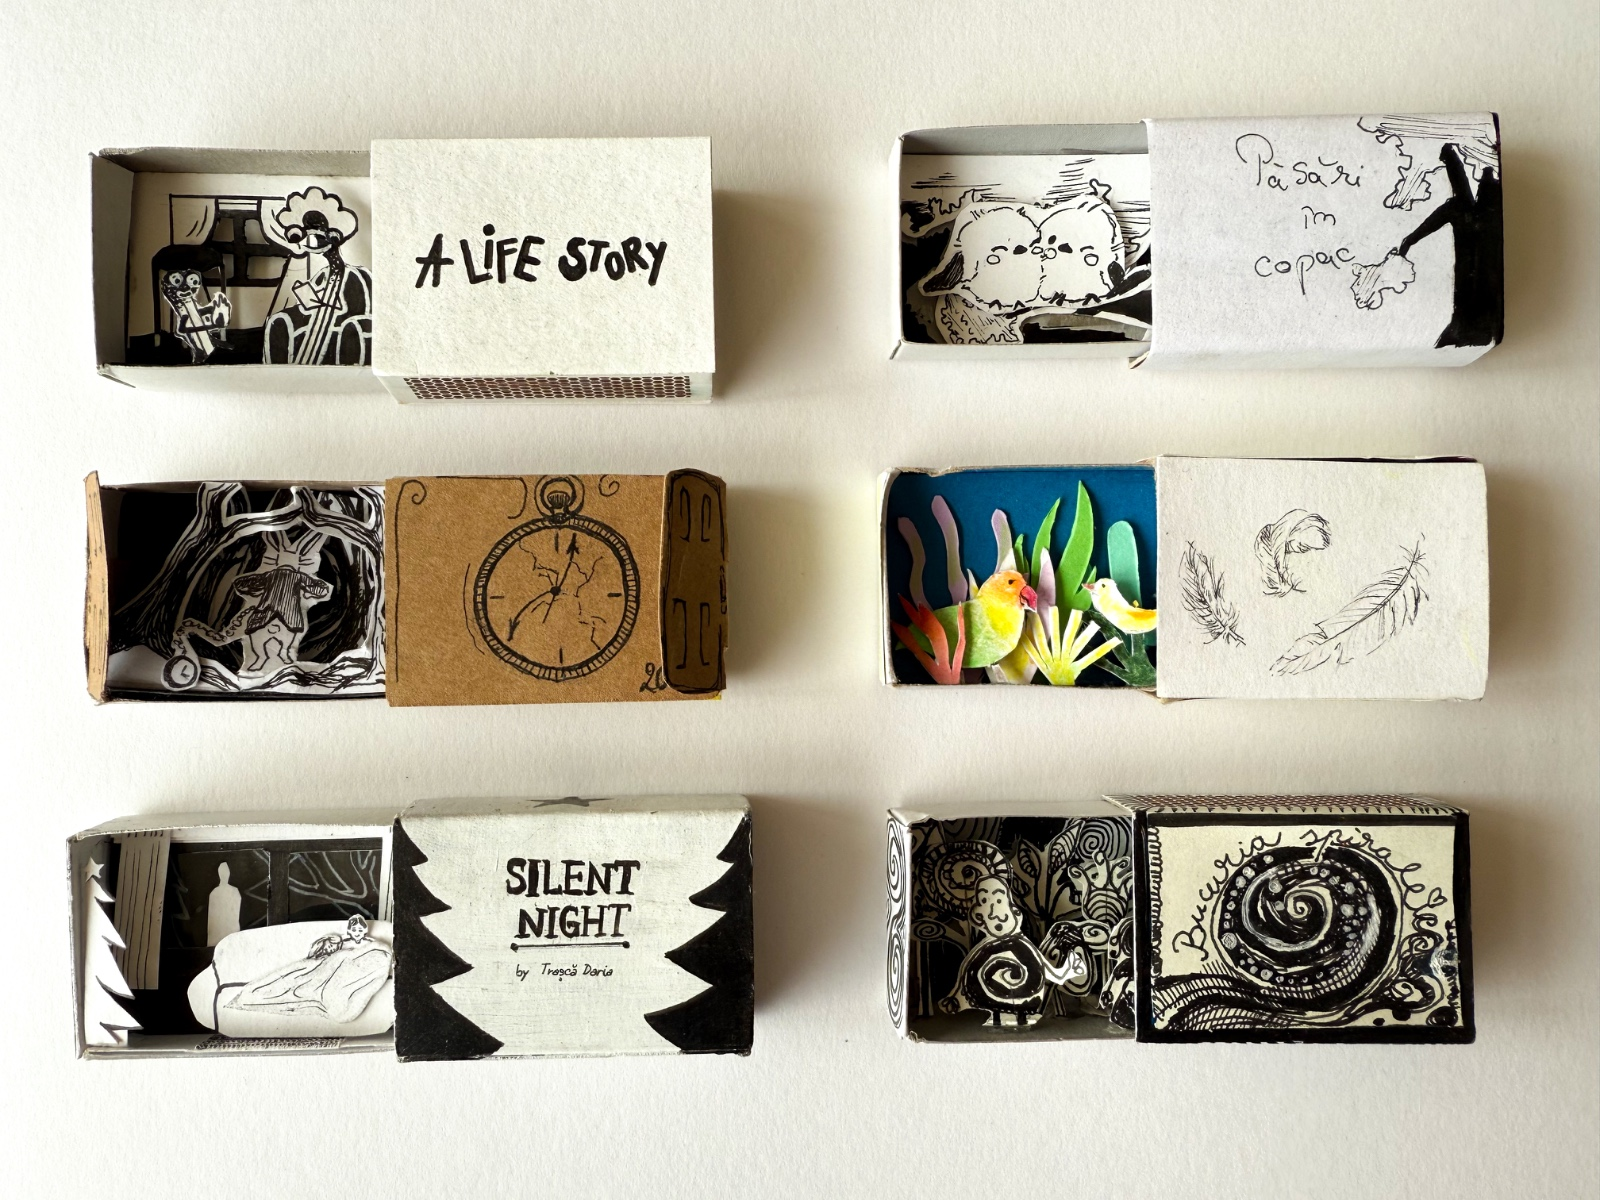 A LiFE STORY
Păsări
în
copac
SILENT
NIGHT
by Trașcă Daria
Bucuria spiralelor